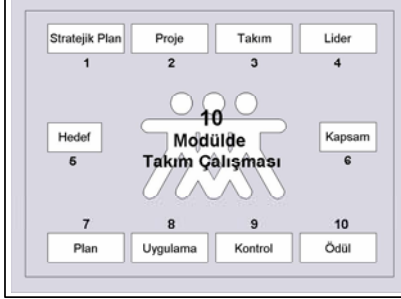 Stratejik Plan Proje Takım Lider
1 2 3 4
10
Modülde
Takım Çalışması
Hedef Kapsam
5 6
7 8 9 10
Plan Uygulama Kontrol Ödül